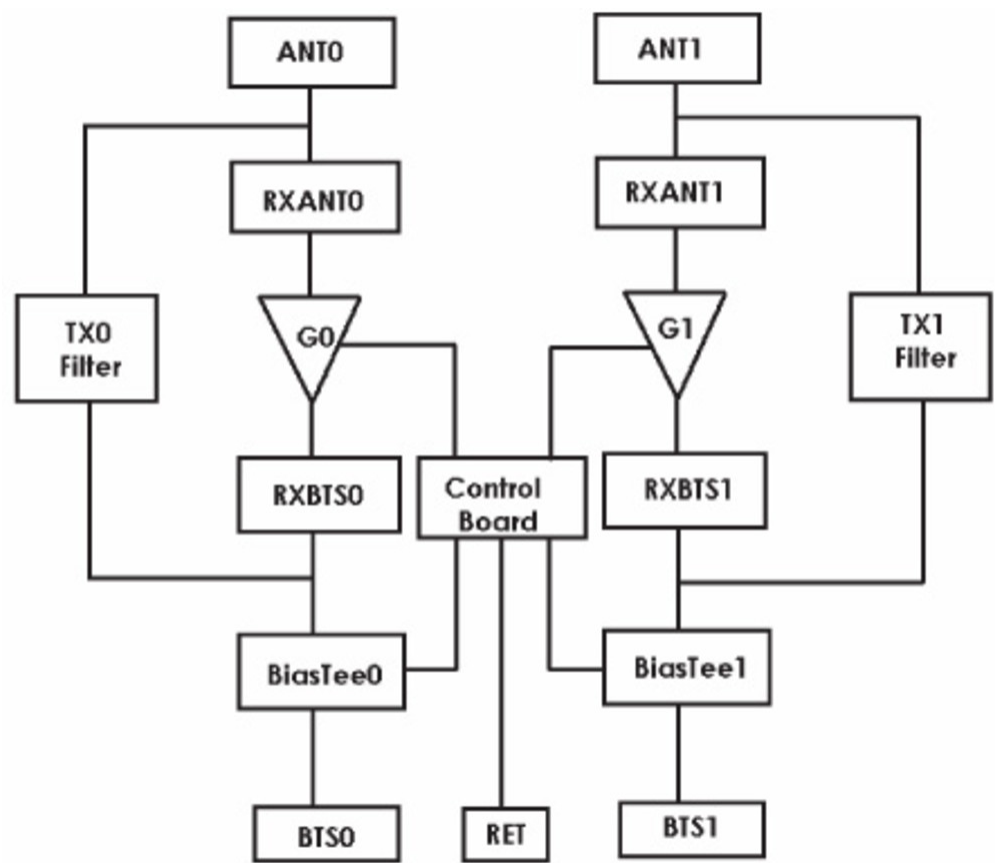 ANT0
ANT1
RXANT0
RXANT1
TX0
Filter
G0
G1
TX1
Filter
RXBTS0
Control
Board
RXBTS1
BiasTee0
BiasTee1
BTS0
RET
BTS1